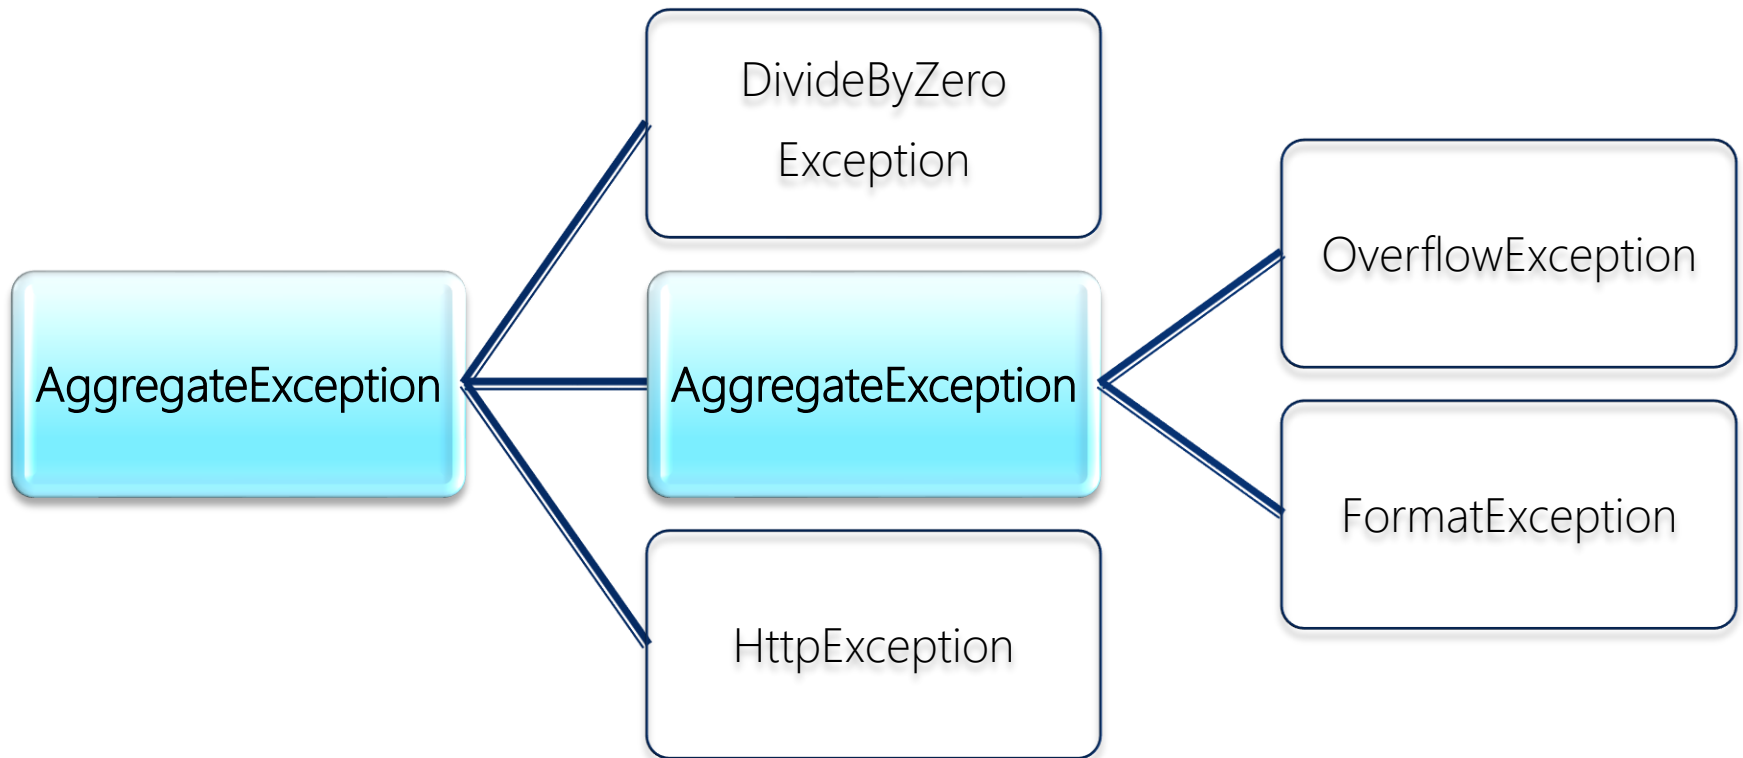 DivideByZero
Exception
OverflowException
AggregateException
AggregateException
FormatException
HttpException